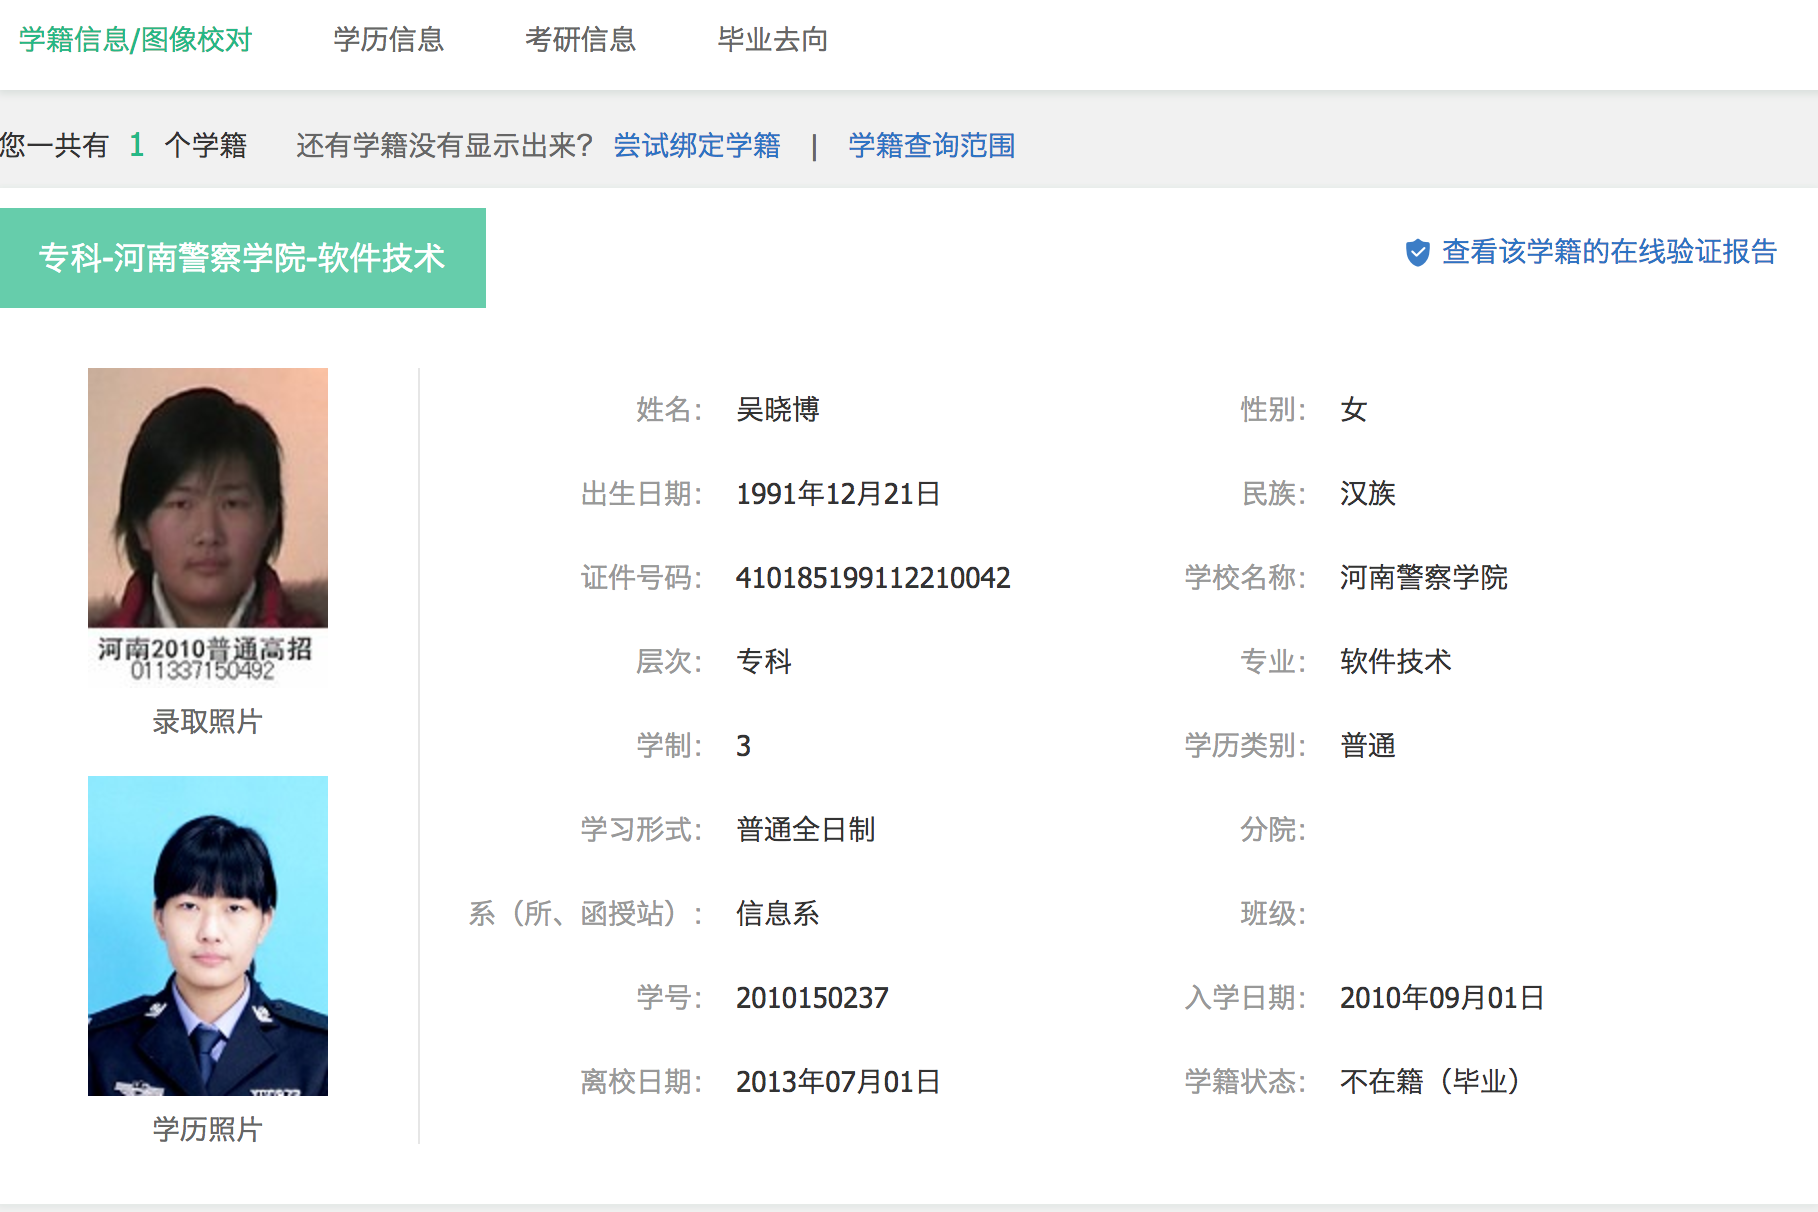 学籍信息/图像校对 学历信息 考研信息 毕业去向
您一共有 1 个学籍 还有学籍没有显示出来? 尝试绑定学籍 | 学籍查询范围
专科-河南警察学院-软件技术
查看该学籍的在线验证报告
河南2010普通高招
011337150492
录取照片
学历照片
姓名: 吴晓博 性别: 女
出生日期: 1991年12月21日 民族: 汉族
证件号码: 410185199112210042 学校名称: 河南警察学院
层次: 专科 专业: 软件技术
学制: 3 学历类别: 普通
学习形式: 普通全日制 分院:
系（所、函授站）: 信息系 班级:
学号: 2010150237 入学日期: 2010年09月01日
离校日期: 2013年07月01日 学籍状态: 不在籍（毕业）